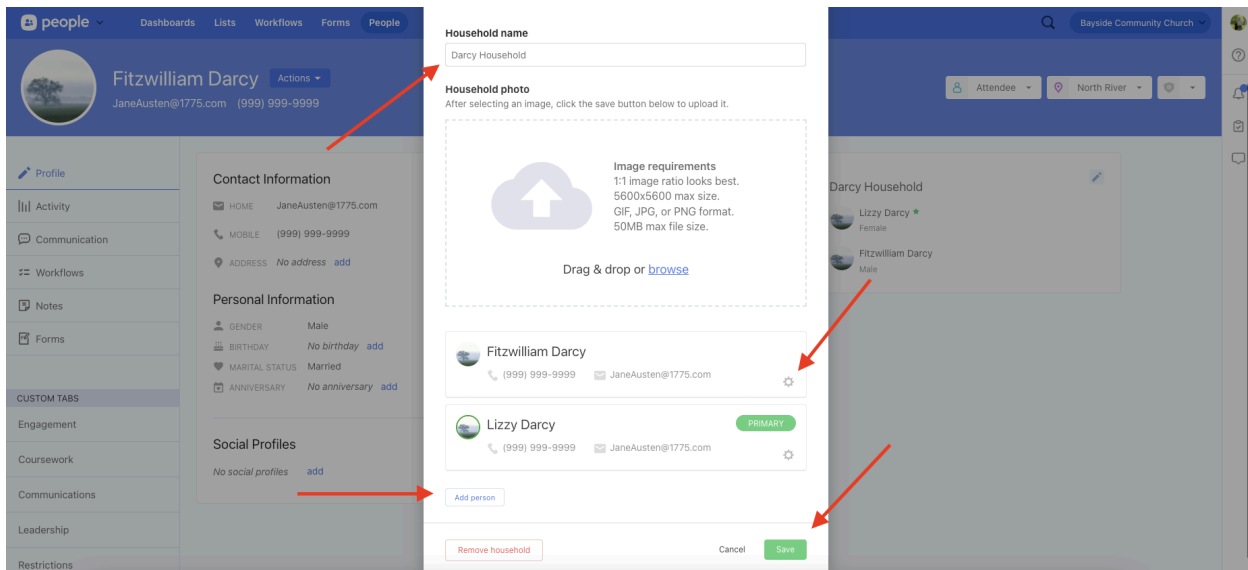 people
Dashboards
Lists
Workflows
Forms
People
Bayside Community Church
Fitzwilliam Darcy
Actions
JaneAusten@1775.com (999) 999-9999
Attendee
North River
Profile
Activity
Communication
Workflows
Notes
Forms
CUSTOM TABS
Engagement
Coursework
Communications
Leadership
Restrictions
Contact Information
HOME JaneAusten@1775.com
MOBILE (999) 999-9999
ADDRESS No address add
Personal Information
GENDER Male
BIRTHDAY No birthday add
MARITAL STATUS Married
ANNIVERSARY No anniversary add
Social Profiles
No social profiles add
Household name
Darcy Household
Household photo
After selecting an image, click the save button below to upload it.
Image requirements
1:1 image ratio looks best.
5600x5600 max size.
GIF, JPG, or PNG format.
50MB max file size.
Drag & drop or browse
Fitzwilliam Darcy
(999) 999-9999 JaneAusten@1775.com
Lizzy Darcy
PRIMARY
(999) 999-9999 JaneAusten@1775.com
Add person
Remove household
Cancel
Save
Darcy Household
Lizzy Darcy
Female
Fitzwilliam Darcy
Male